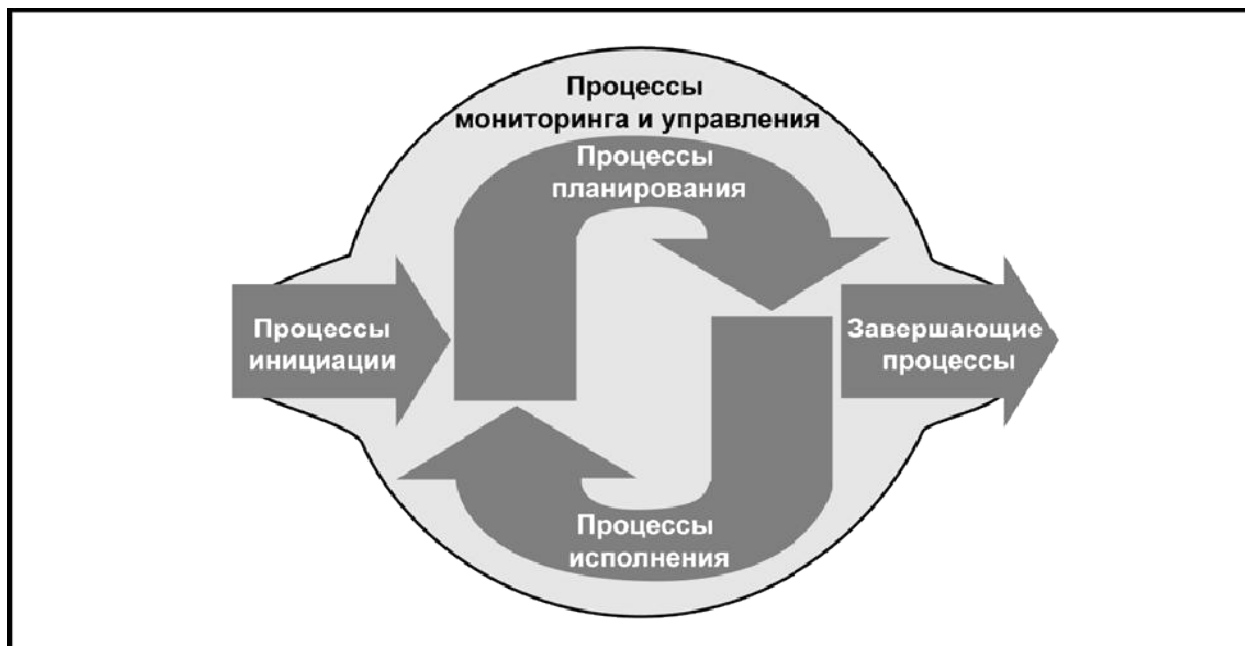 Процессы
мониторинга и управления
Процессы
планирования
Процессы
инициации
Завершающие
процессы
Процессы
исполнения